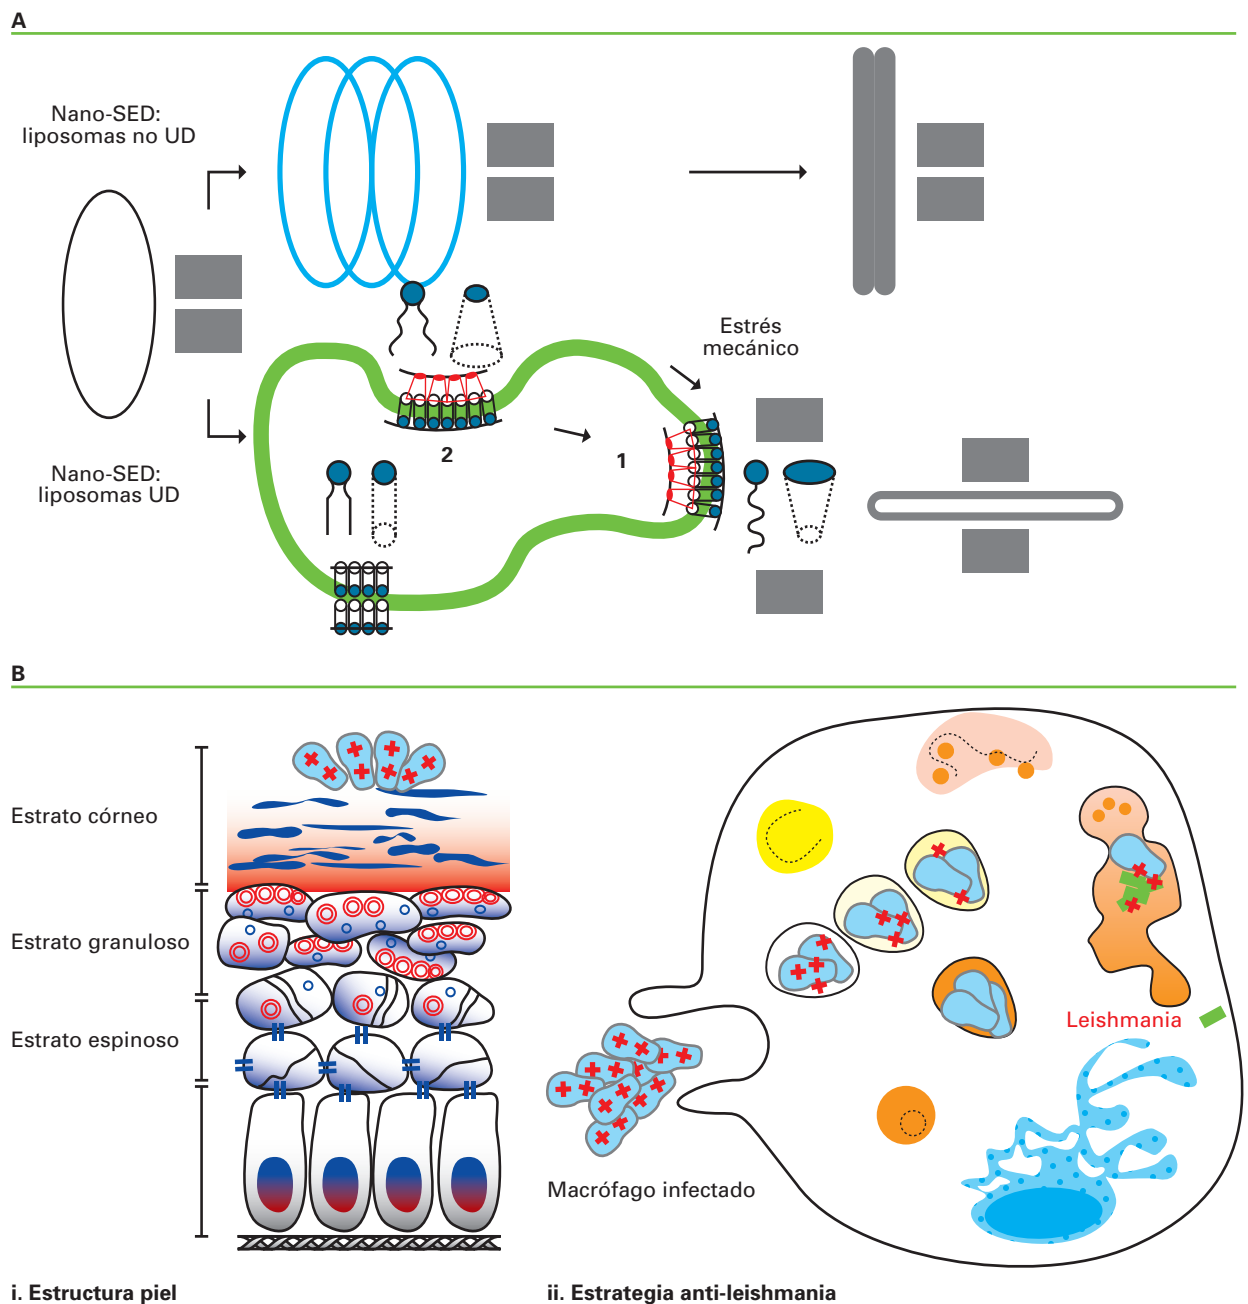 A
Nano-SED:
liposomas no UD
Estrés
mecánico
2
1
Nano-SED:
liposomas UD
B
Estrato córneo
Estrato granuloso
Estrato espinoso
Leishmania
Macrófago infectado
i. Estructura piel
ii. Estrategia anti-leishmania